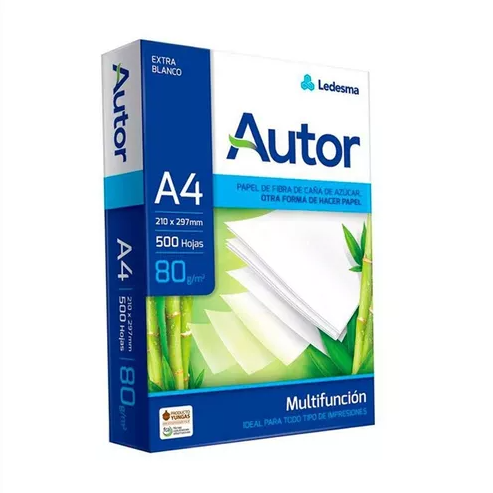 EXTRA
BLANCO
Ledesma
Autor
PAPEL DE FIBRA DE CAÑA DE AZÚCAR,
OTRA FORMA DE HACER PAPEL
A4
210 x 297mm
500 Hojas
80 g/m²
Multifunción
IDEAL PARA TODO TIPO DE IMPRESIONES
PRODUCTO
YUNGAS
Autor
A4
210 x 297mm
500 Hojas
80 g/m²